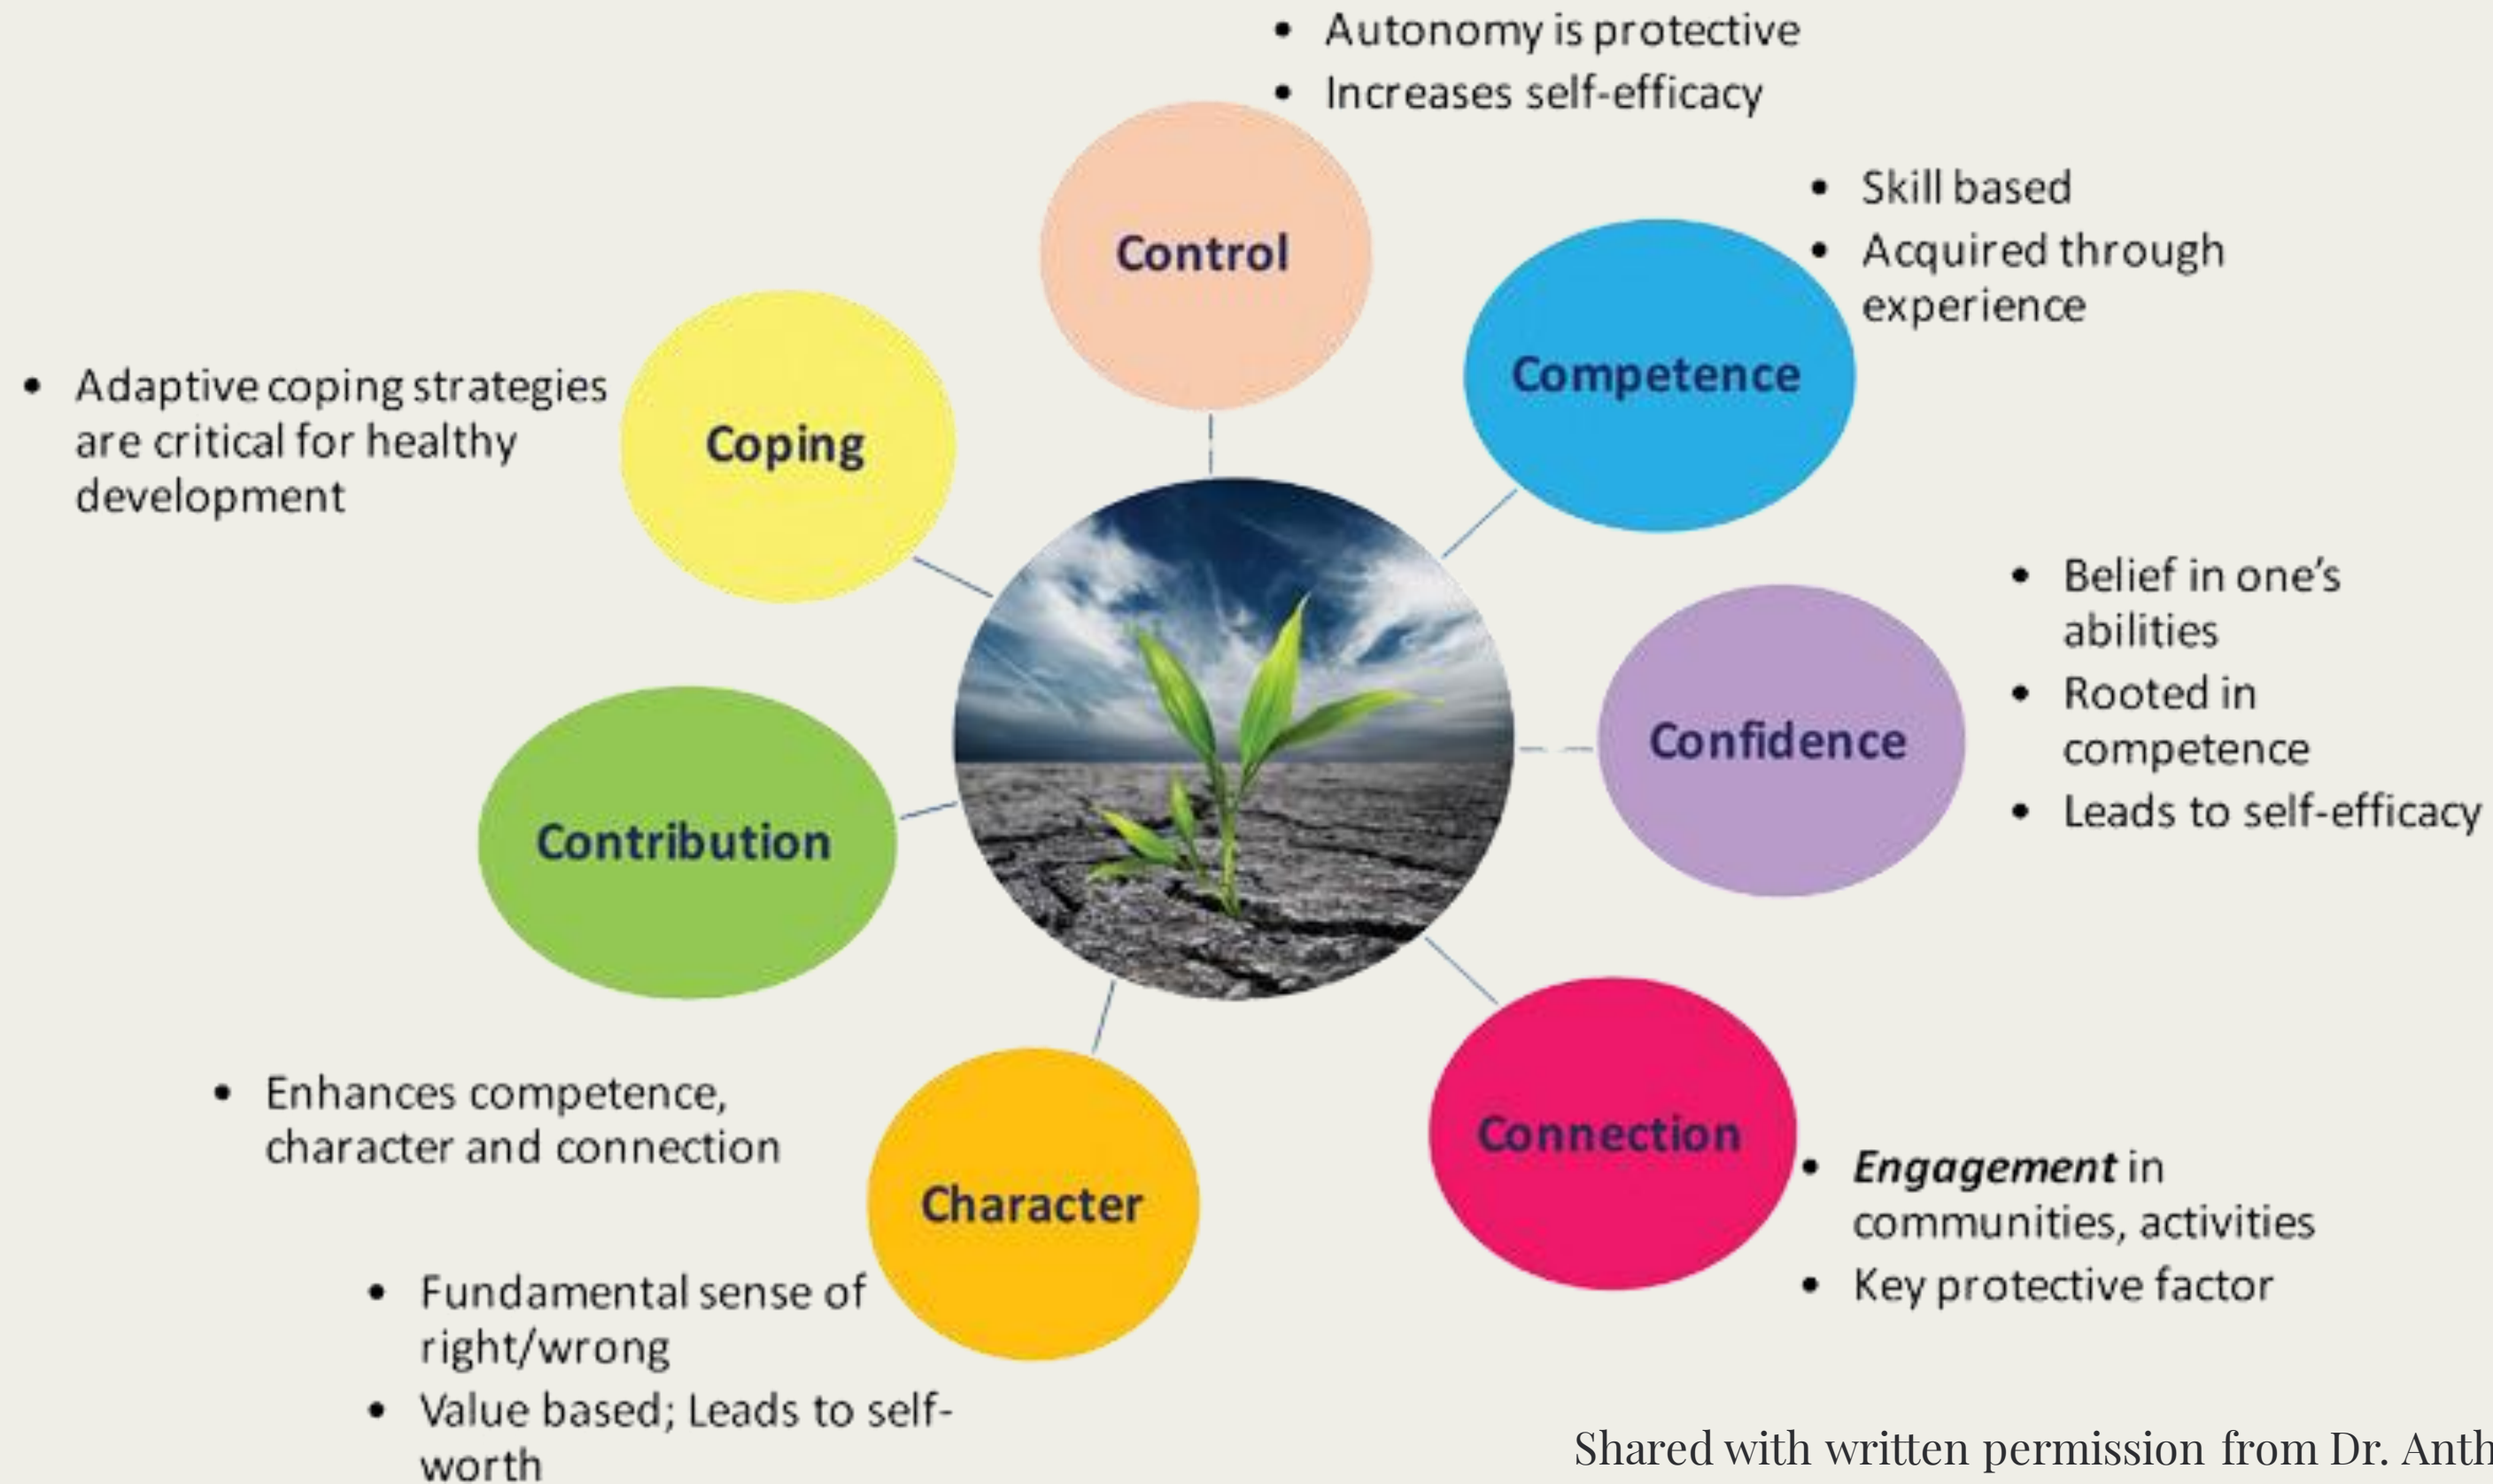 • Autonomy is protective
• Increases self-efficacy
Control
• Skill based
• Acquired through
experience
Competence
• Belief in one’s
abilities
• Rooted in
competence
• Leads to self-efficacy
Confidence
Connection
• Engagement in
communities, activities
• Key protective factor
Character
• Fundamental sense of
right/wrong
• Value based; Leads to self-
worth
Contribution
• Enhances competence,
character and connection
Coping
• Adaptive coping strategies
are critical for healthy
development
Shared with written permission from Dr. Anth